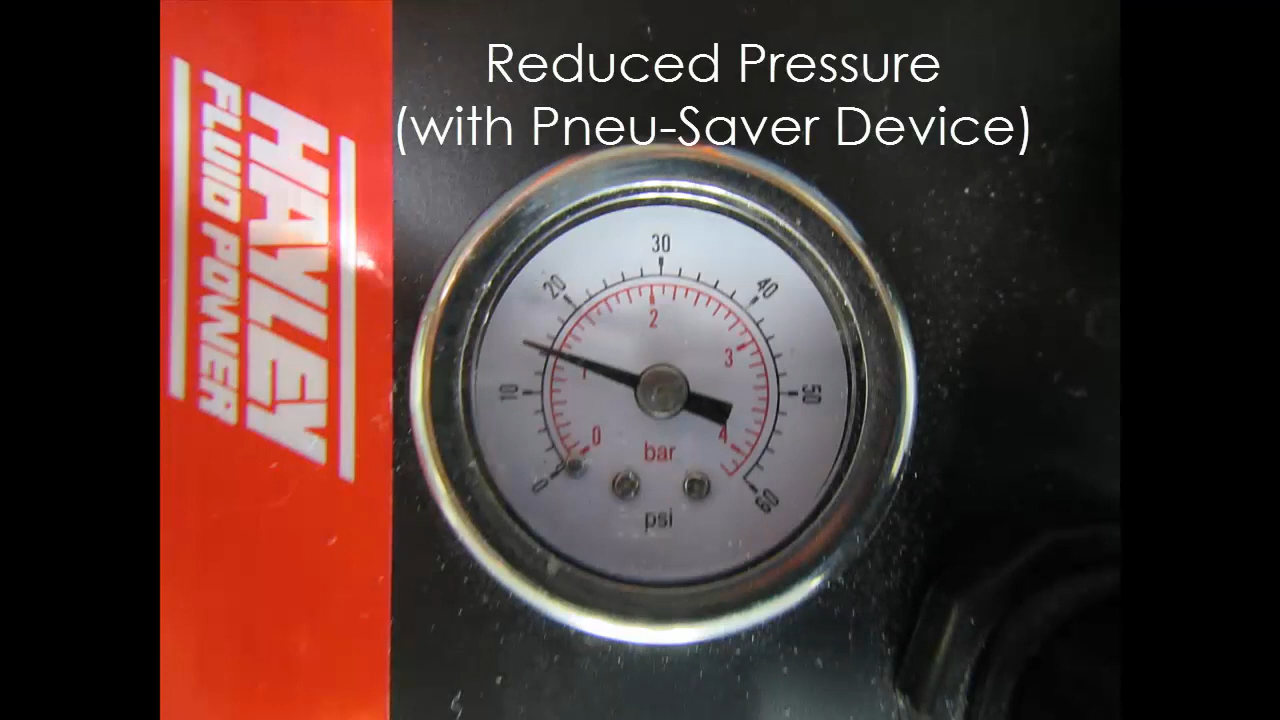 Reduced Pressure
(with Pneu-Saver Device)
HAYLEY
FLUID POWER
0
10
20
30
40
50
60
0
1
2
3
4
bar
psi